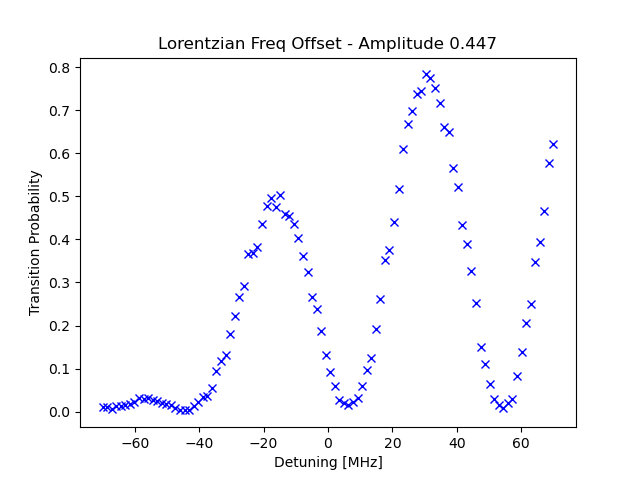 Lorentzian Freq Offset - Amplitude 0.447
0.8
0.7
0.6
0.5
0.4
0.3
0.2
0.1
0.0
Transition Probability
−60 −40 −20 0 20 40 60
Detuning [MHz]